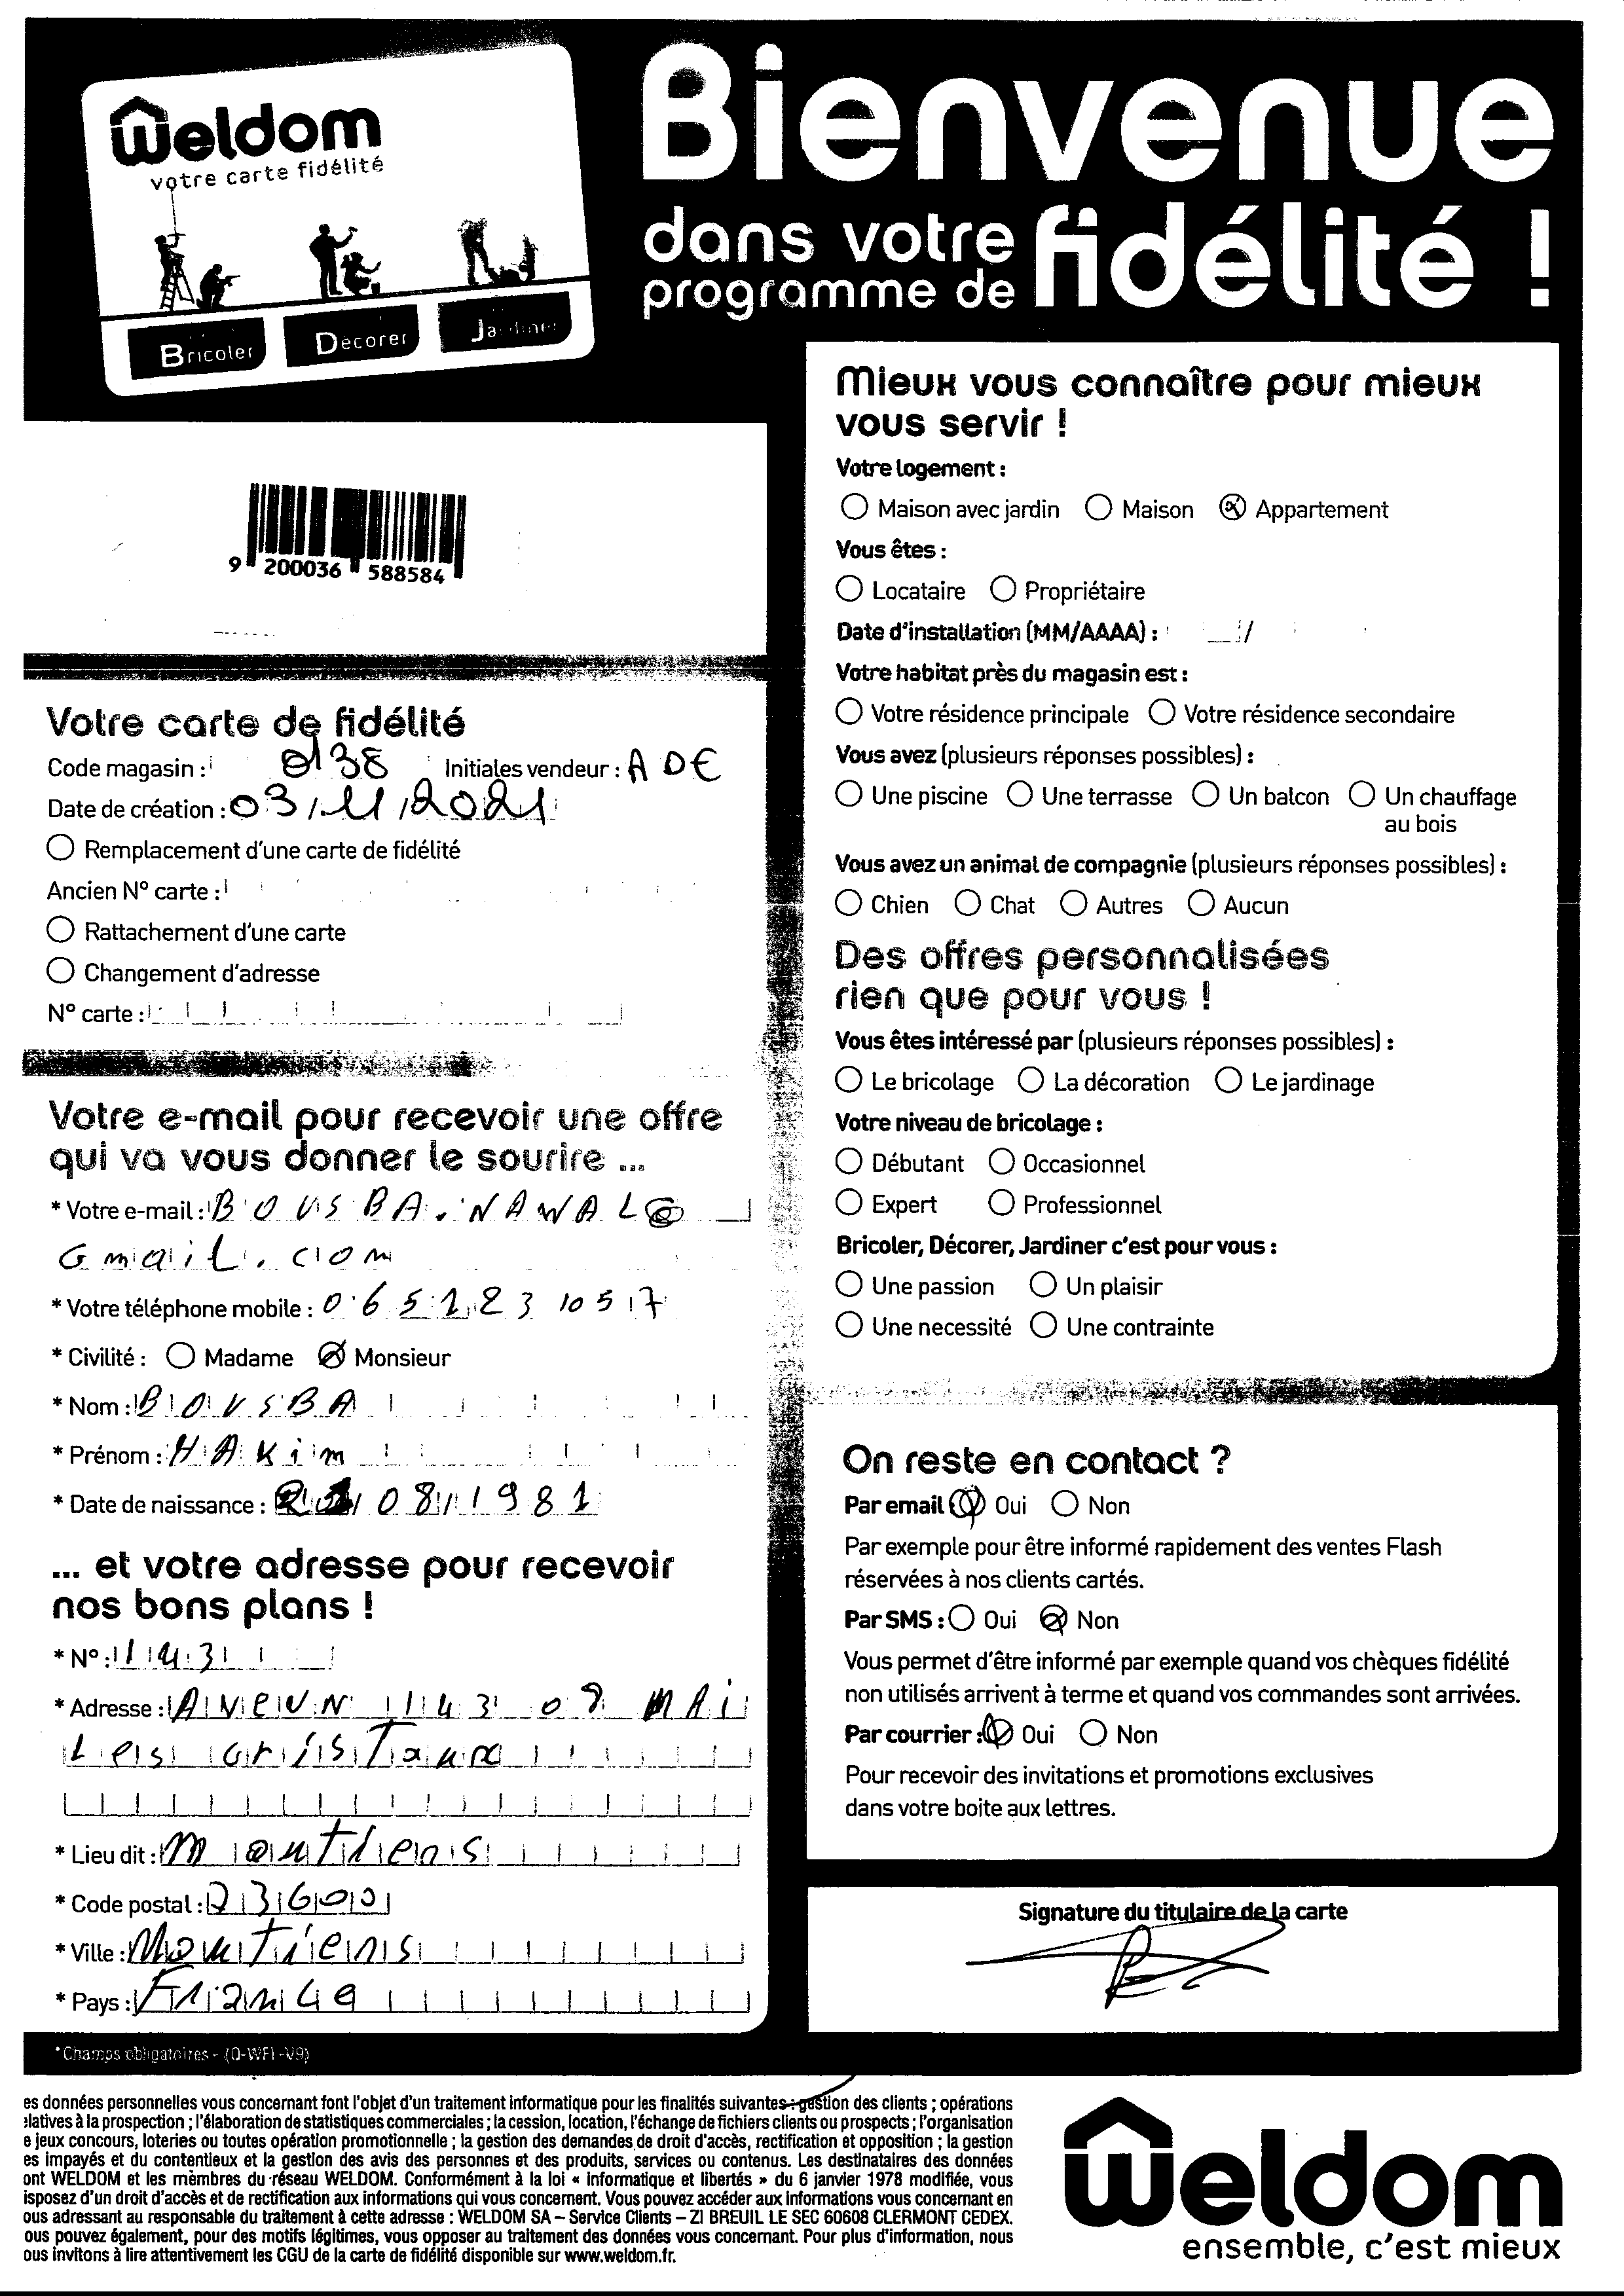 Weldom
votre carte fidélité
Bricoler
Décorer
Jardiner
Bienvenue
dans votre
programme de fidélité !
9 200036 588584
Votre carte de fidélité
Code magasin : 0138 Initiales vendeur : A D E
Date de création : 03/11/2021
Remplacement d'une carte de fidélité
Ancien N° carte :
Rattachement d'une carte
Changement d'adresse
N° carte :
Votre e-mail pour recevoir une offre
qui va vous donner le sourire ...
* Votre e-mail : BOUSBA.NAWAL@
Gmail.com
* Votre téléphone mobile : 0651231057
* Civilité : Madame Monsieur
* Nom : BOUSBA
* Prénom : HAKim
* Date de naissance : /08/1981
... et votre adresse pour recevoir
nos bons plans !
* N° : 143
* Adresse : AVeUN 143 08 MAi
Les cristaux
* Lieu dit : Moutiens
* Code postal : 73600
* Ville : Moutiens
* Pays : France
* Champs obligatoires - (O-WFI-V9)
Mieux vous connaître pour mieux
vous servir !
Votre logement :
Maison avec jardin Maison Appartement
Vous êtes :
Locataire Propriétaire
Date d'installation (MM/AAAA) : /
Votre habitat près du magasin est :
Votre résidence principale Votre résidence secondaire
Vous avez (plusieurs réponses possibles) :
Une piscine Une terrasse Un balcon Un chauffage
au bois
Vous avez un animal de compagnie (plusieurs réponses possibles) :
Chien Chat Autres Aucun
Des offres personnalisées
rien que pour vous !
Vous êtes intéressé par (plusieurs réponses possibles) :
Le bricolage La décoration Le jardinage
Votre niveau de bricolage :
Débutant Occasionnel
Expert Professionnel
Bricoler, Décorer, Jardiner c'est pour vous :
Une passion Un plaisir
Une necessité Une contrainte
On reste en contact ?
Par email Oui Non
Par exemple pour être informé rapidement des ventes Flash
réservées à nos clients cartés.
Par SMS : Oui Non
Vous permet d'être informé par exemple quand vos chèques fidélité
non utilisés arrivent à terme et quand vos commandes sont arrivées.
Par courrier : Oui Non
Pour recevoir des invitations et promotions exclusives
dans votre boite aux lettres.
Signature du titulaire de la carte
es données personnelles vous concernant font l'objet d'un traitement informatique pour les finalités suivantes : gestion des clients ; opérations
elatives à la prospection ; l'élaboration de statistiques commerciales ; la cession, location, l'échange de fichiers clients ou prospects ; l'organisation
e jeux concours, loteries ou toutes opération promotionnelle ; la gestion des demandes de droit d'accès, rectification et opposition ; la gestion
es impayés et du contentieux et la gestion des avis des personnes et des produits, services ou contenus. Les destinataires des données
ont WELDOM et les membres du réseau WELDOM. Conformément à la loi « informatique et libertés » du 6 janvier 1978 modifiée, vous
isposez d'un droit d'accès et de rectification aux informations qui vous concernent. Vous pouvez accéder aux informations vous concernant en
ous adressant au responsable du traitement à cette adresse : WELDOM SA – Service Clients – ZI BREUIL LE SEC 60608 CLERMONT CEDEX.
ous pouvez également, pour des motifs légitimes, vous opposer au traitement des données vous concernant. Pour plus d'information, nous
ous invitons à lire attentivement les CGU de la carte de fidélité disponible sur www.weldom.fr.
Weldom
ensemble, c'est mieux